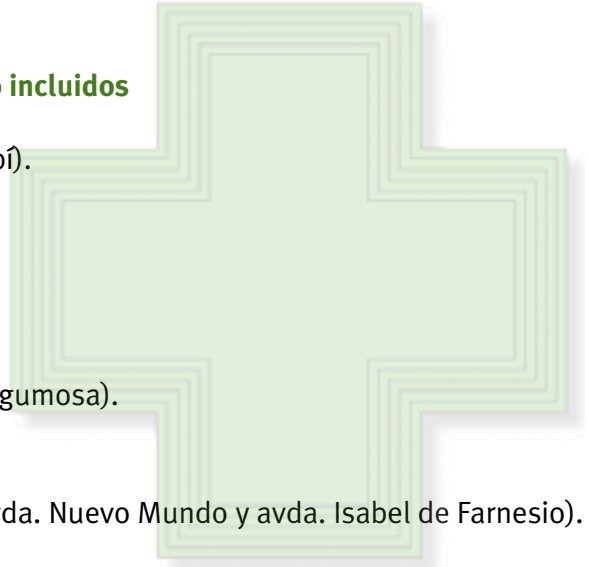 incluidos
gumosa).
da. Nuevo Mundo y avda. Isabel de Farnesio).